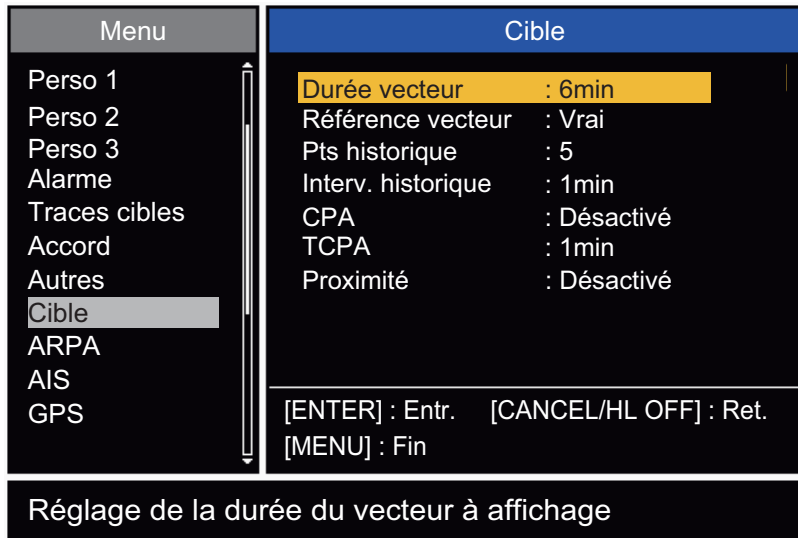 Menu
Perso 1
Perso 2
Perso 3
Alarme
Traces cibles
Accord
Autres
Cible
ARPA
AIS
GPS
Cible
Durée vecteur : 6min
Référence vecteur : Vrai
Pts historique : 5
Interv. historique : 1min
CPA : Désactivé
TCPA : 1min
Proximité : Désactivé
[ENTER] : Entr. [CANCEL/HL OFF] : Ret.
[MENU] : Fin
Réglage de la durée du vecteur à affichage